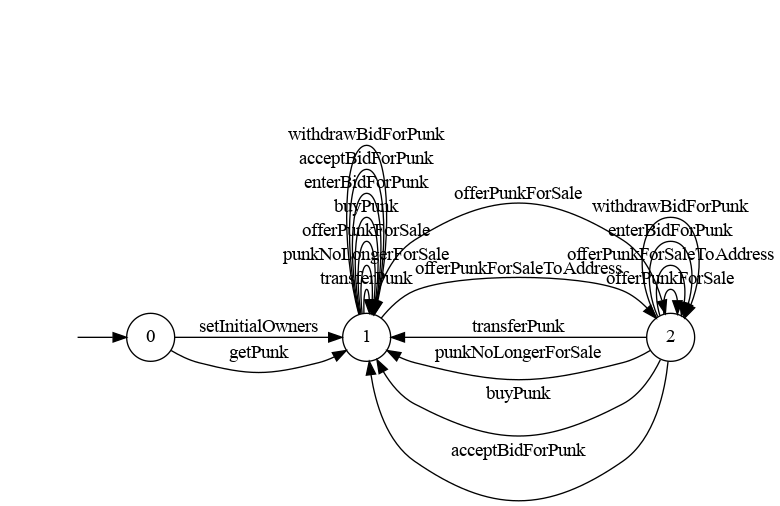 withdrawBidForPunk
acceptBidForPunk
enterBidForPunk
buyPunk
offerPunkForSale
punkNoLongerForSale
transferPunk
offerPunkForSale
offerPunkForSaleToAddress
withdrawBidForPunk
enterBidForPunk
offerPunkForSaleToAddress
offerPunkForSale
0
setInitialOwners
getPunk
1
transferPunk
punkNoLongerForSale
buyPunk
acceptBidForPunk
2